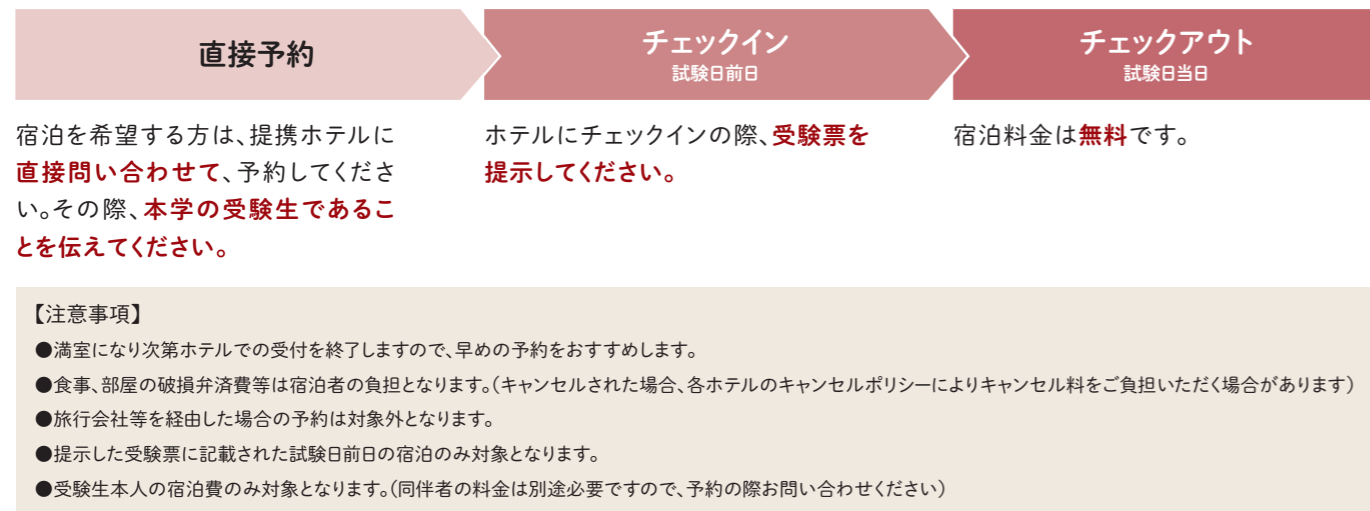 直接予約
宿泊を希望する方は、提携ホテルに
直接問い合わせて、予約してくださ
い。その際、本学の受験生であるこ
とを伝えてください。
チェックイン
試験日前日
ホテルにチェックインの際、受験票を
提示してください。
チェックアウト
試験日当日
宿泊料金は無料です。
【注意事項】
●満室になり次第ホテルでの受付を終了しますので、早めの予約をおすすめします。
●食事、部屋の破損弁済費等は宿泊者の負担となります。(キャンセルされた場合、各ホテルのキャンセルポリシーによりキャンセル料をご負担いただく場合があります)
●旅行会社等を経由した場合の予約は対象外となります。
●提示した受験票に記載された試験日前日の宿泊のみ対象となります。
●受験生本人の宿泊費のみ対象となります。(同伴者の料金は別途必要ですので、予約の際お問い合わせください)